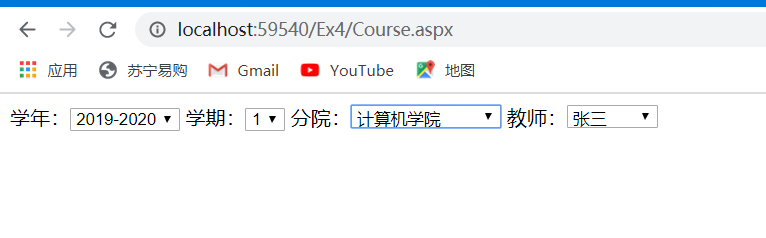 localhost:59540/Ex4/Course.aspx
应用 苏宁易购 Gmail YouTube 地图
学年：2019-2020 学期：1 分院：计算机学院 教师：张三